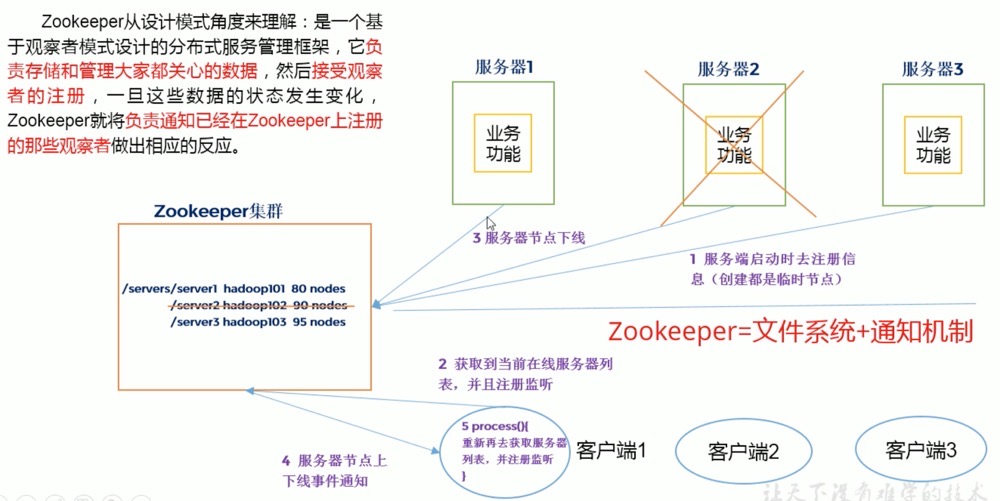 Zookeeper从设计模式角度来理解：是一个基
于观察者模式设计的分布式服务管理框架，它负
责存储和管理大家都关心的数据，然后接受观察
者的注册，一旦这些数据的状态发生变化，
Zookeeper就将负责通知已经在Zookeeper上注册
的那些观察者做出相应的反应。
服务器1
服务器2
服务器3
业务
功能
业务
功能
业务
功能
Zookeeper集群
3 服务器节点下线
1 服务端启动时去注册信
息（创建都是临时节点）
/servers/server1 hadoop101 80 nodes
/server2 hadoop102 90 nodes
/server3 hadoop103 95 nodes
Zookeeper=文件系统+通知机制
2 获取到当前在线服务器列
表，并且注册监听
5 process(){
重新再去获取服务器
列表，并注册监听
}
客户端1
客户端2
客户端3
4 服务器节点上
下线事件通知
让天下没有难学的技术